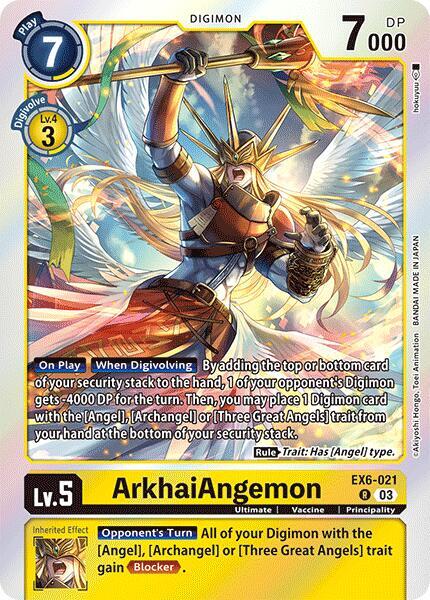 DIGIMON
Play
7
DP
7000
hokuyuu
Digivolve
Lv.4
3
On Play When Digivolving By adding the top or bottom card
of your security stack to the hand, 1 of your opponent's Digimon
gets -4000 DP for the turn. Then, you may place 1 Digimon card
with the [Angel], [Archangel] or [Three Great Angels] trait from
your hand at the bottom of your security stack.
Rule Trait: Has [Angel] type.
©Akiyoshi Hongo, Toei Animation BANDAI MADE IN JAPAN
Lv.5
ArkhaiAngemon
EX6-021
R 03
Ultimate Vaccine Principality
Inherited Effect
Opponent's Turn All of your Digimon with the
[Angel], [Archangel] or [Three Great Angels] trait
gain Blocker.